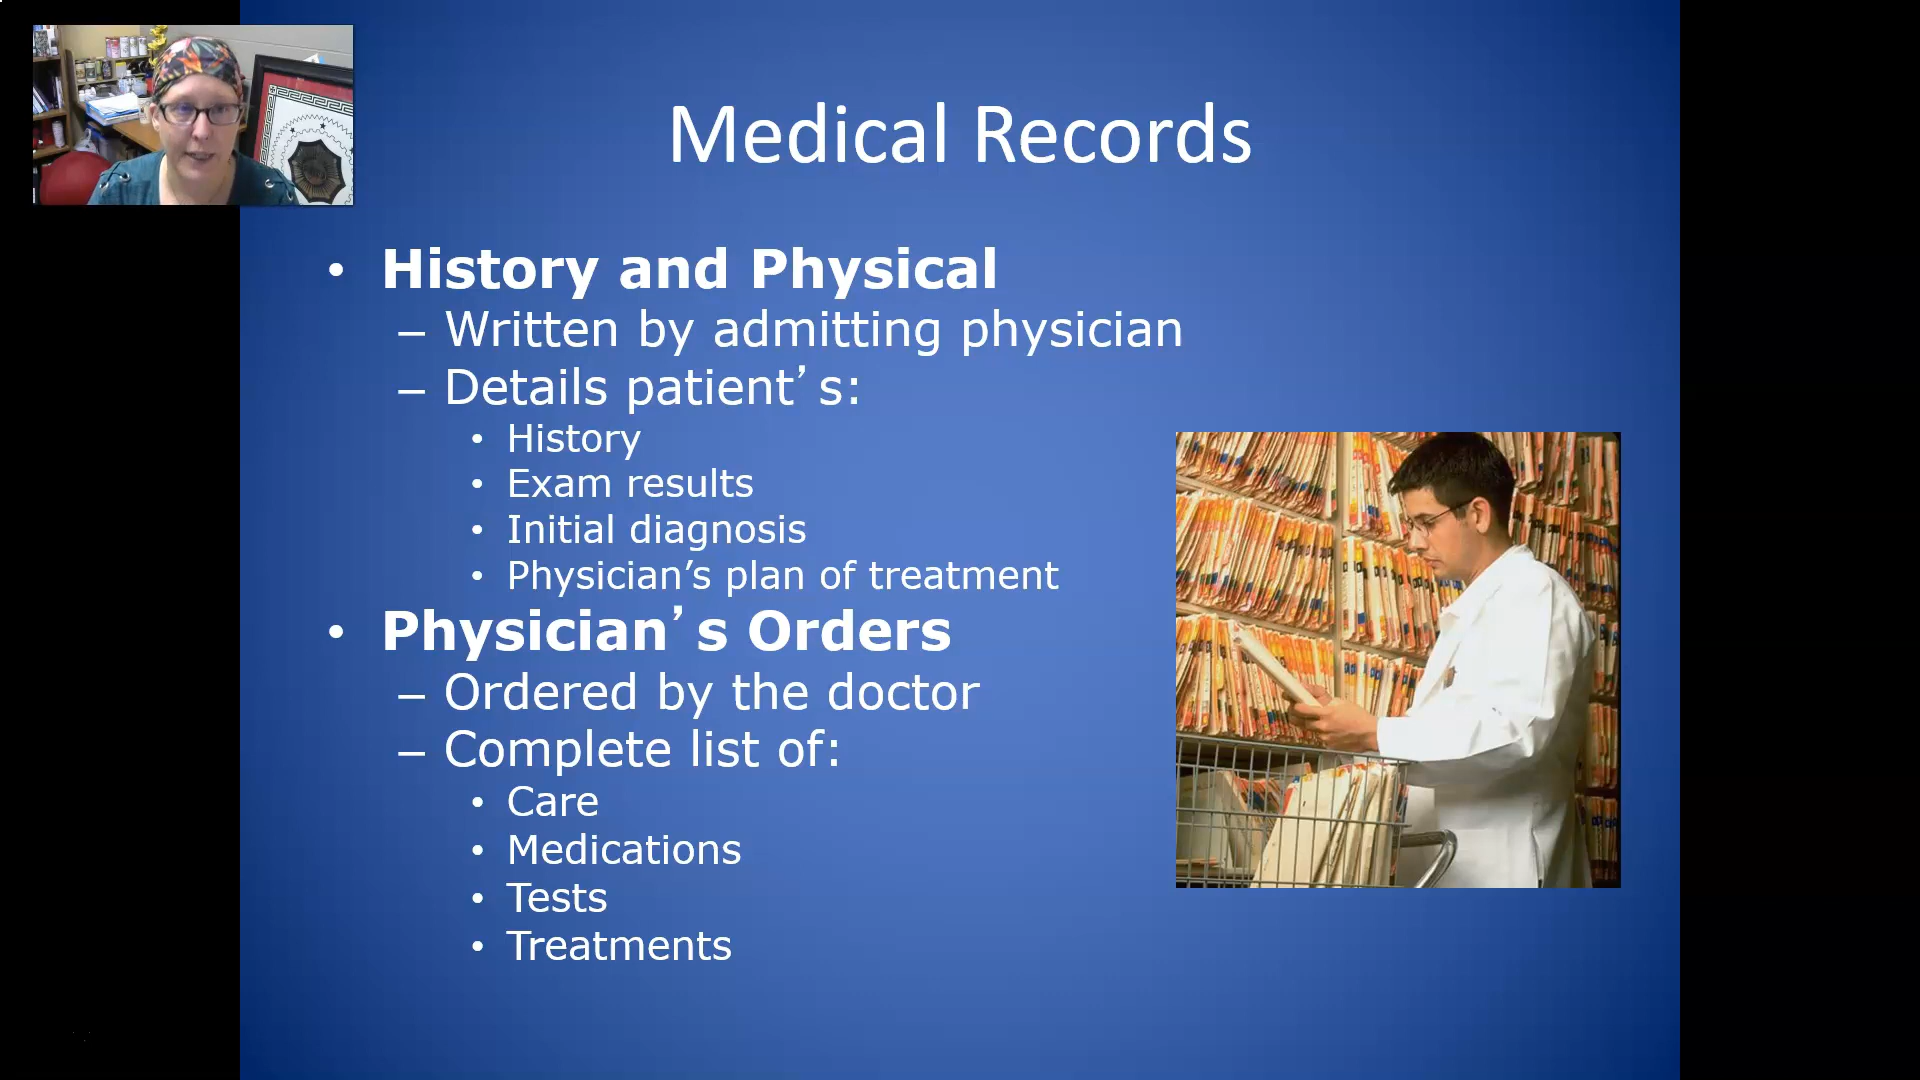 Medical Records
• History and Physical
– Written by admitting physician
– Details patient’s:
• History
• Exam results
• Initial diagnosis
• Physician’s plan of treatment
• Physician’s Orders
– Ordered by the doctor
– Complete list of:
• Care
• Medications
• Tests
• Treatments